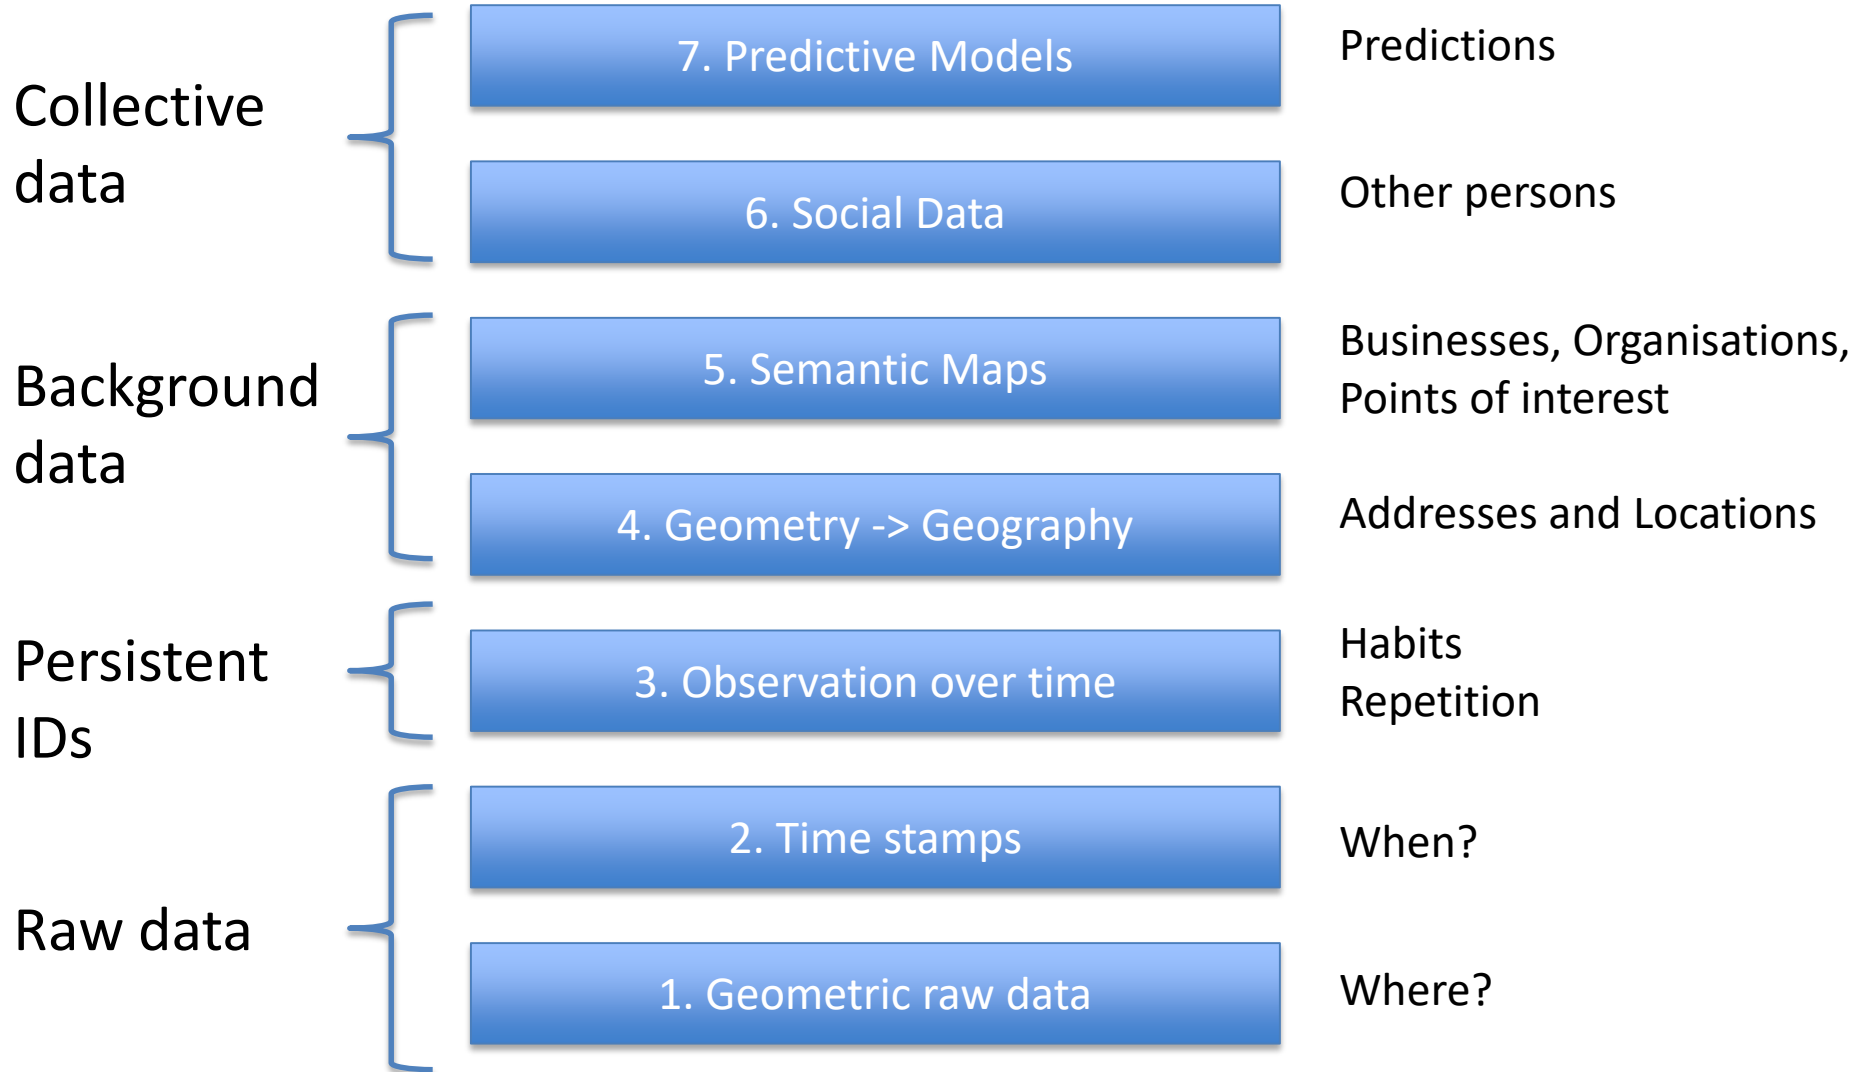 Collective
data
7. Predictive Models
Predictions
6. Social Data
Other persons
Background
data
5. Semantic Maps
Businesses, Organisations,
Points of interest
4. Geometry -> Geography
Addresses and Locations
Persistent
IDs
3. Observation over time
Habits
Repetition
Raw data
2. Time stamps
When?
1. Geometric raw data
Where?